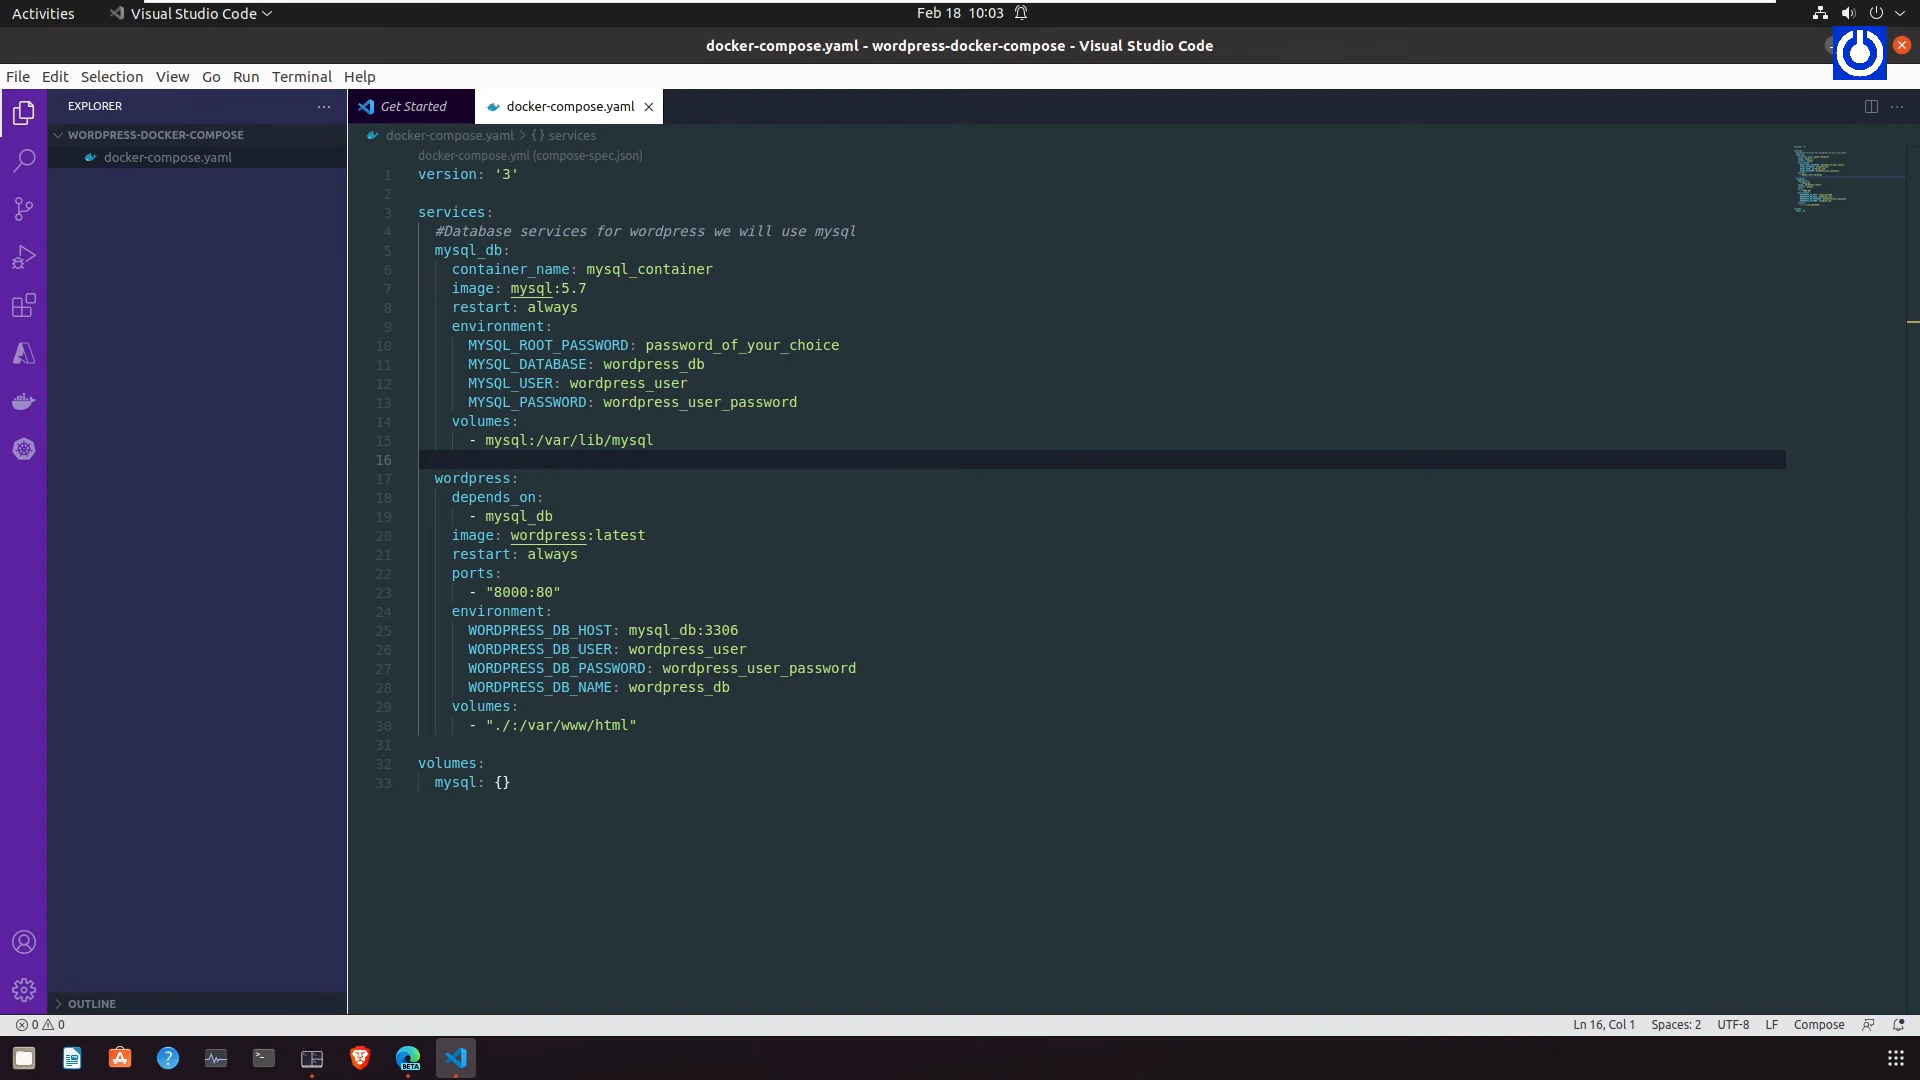 Activities
Visual Studio Code
Feb 18 10:03
docker-compose.yaml - wordpress-docker-compose - Visual Studio Code
File Edit Selection View Go Run Terminal Help
EXPLORER
WORDPRESS-DOCKER-COMPOSE
docker-compose.yaml
OUTLINE
Get Started
docker-compose.yaml
docker-compose.yaml > {} services
docker-compose.yml (compose-spec.json)
1 version: '3'
2
3 services:
4 #Database services for wordpress we will use mysql
5 mysql_db:
6 container_name: mysql_container
7 image: mysql:5.7
8 restart: always
9 environment:
10 MYSQL_ROOT_PASSWORD: password_of_your_choice
11 MYSQL_DATABASE: wordpress_db
12 MYSQL_USER: wordpress_user
13 MYSQL_PASSWORD: wordpress_user_password
14 volumes:
15 - mysql:/var/lib/mysql
16
17 wordpress:
18 depends_on:
19 - mysql_db
20 image: wordpress:latest
21 restart: always
22 ports:
23 - "8000:80"
24 environment:
25 WORDPRESS_DB_HOST: mysql_db:3306
26 WORDPRESS_DB_USER: wordpress_user
27 WORDPRESS_DB_PASSWORD: wordpress_user_password
28 WORDPRESS_DB_NAME: wordpress_db
29 volumes:
30 - "./:/var/www/html"
31
32 volumes:
33 mysql: {}
0 0
Ln 16, Col 1 Spaces: 2 UTF-8 LF Compose
BETA